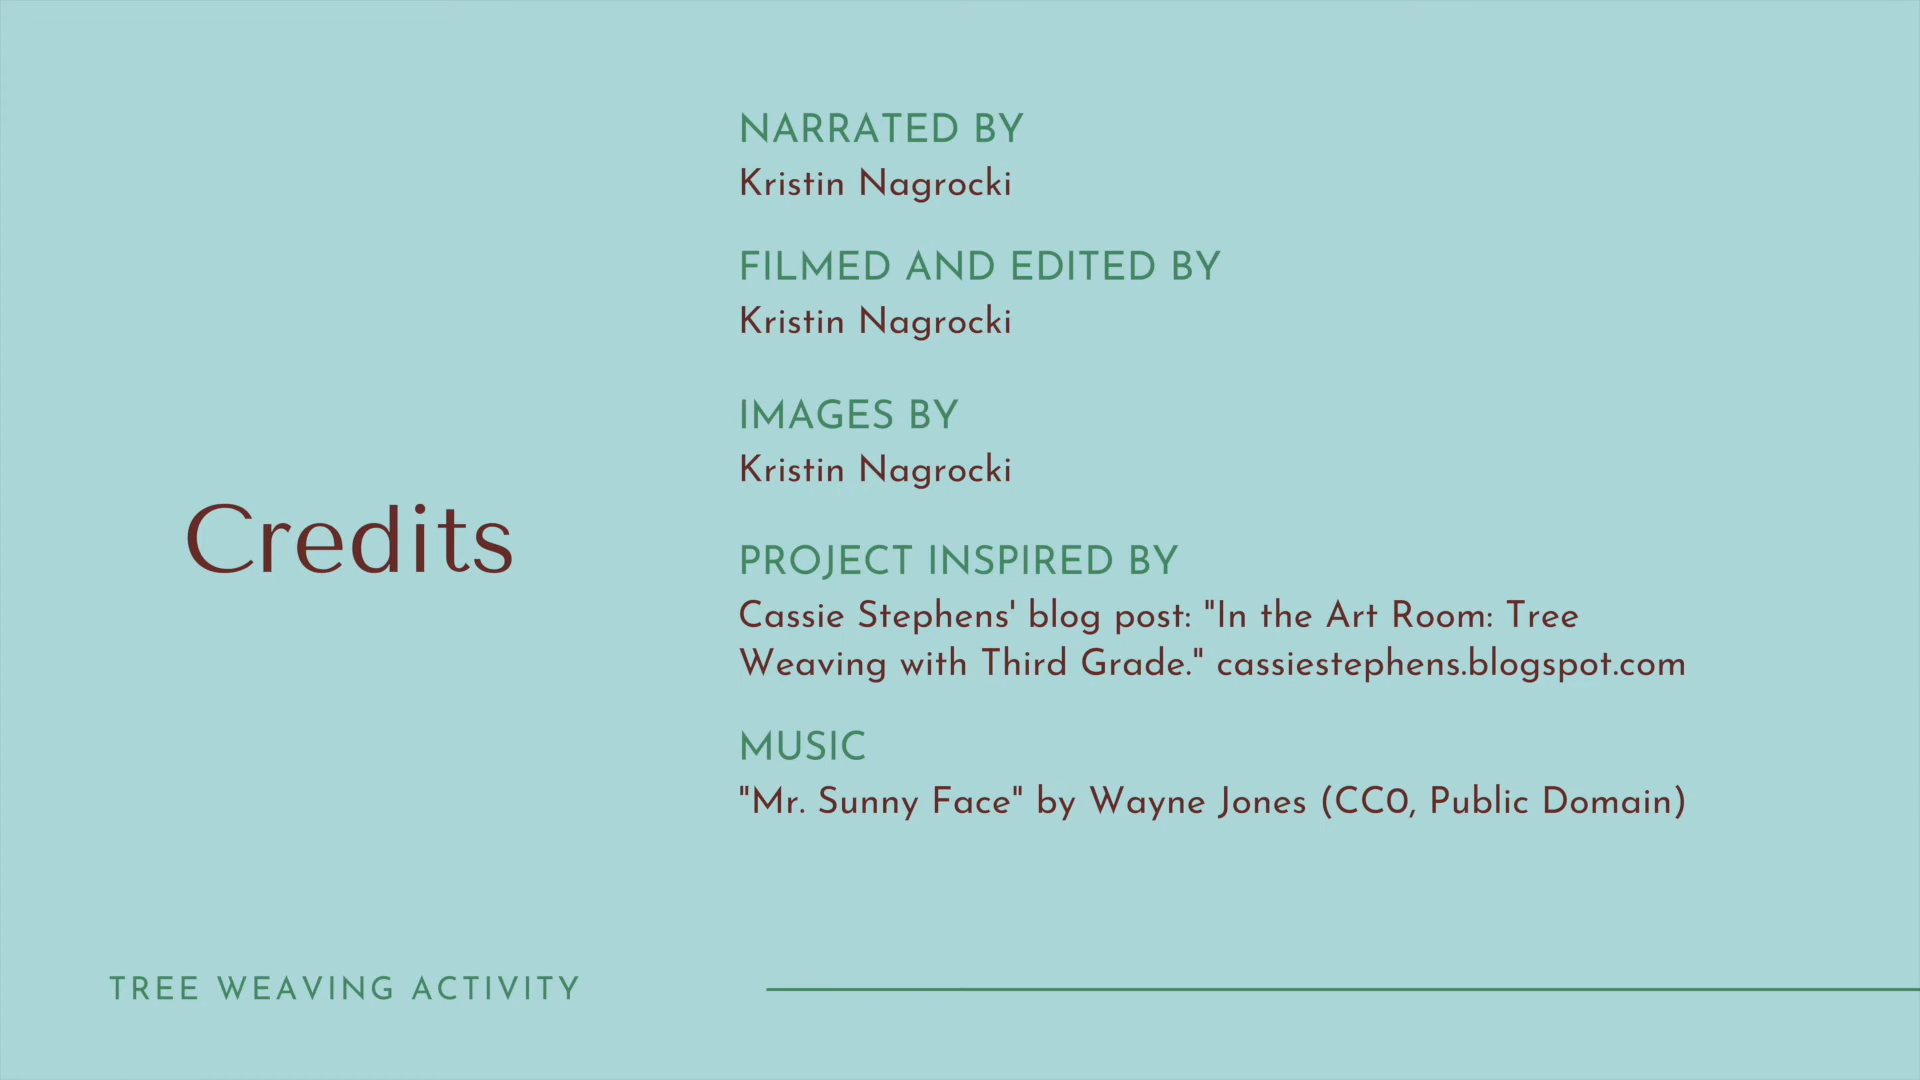 Credits
NARRATED BY
Kristin Nagrocki
FILMED AND EDITED BY
Kristin Nagrocki
IMAGES BY
Kristin Nagrocki
PROJECT INSPIRED BY
Cassie Stephens' blog post: "In the Art Room: Tree
Weaving with Third Grade." cassiestephens.blogspot.com
MUSIC
"Mr. Sunny Face" by Wayne Jones (CC0, Public Domain)
TREE WEAVING ACTIVITY